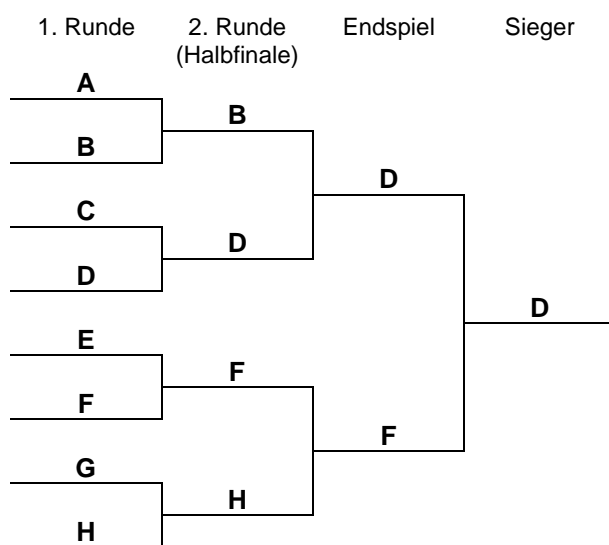 1. Runde
2. Runde
(Halbfinale)
Endspiel
Sieger
A
B
B
C
D
D
D
E
F
F
G
H
H
F
D